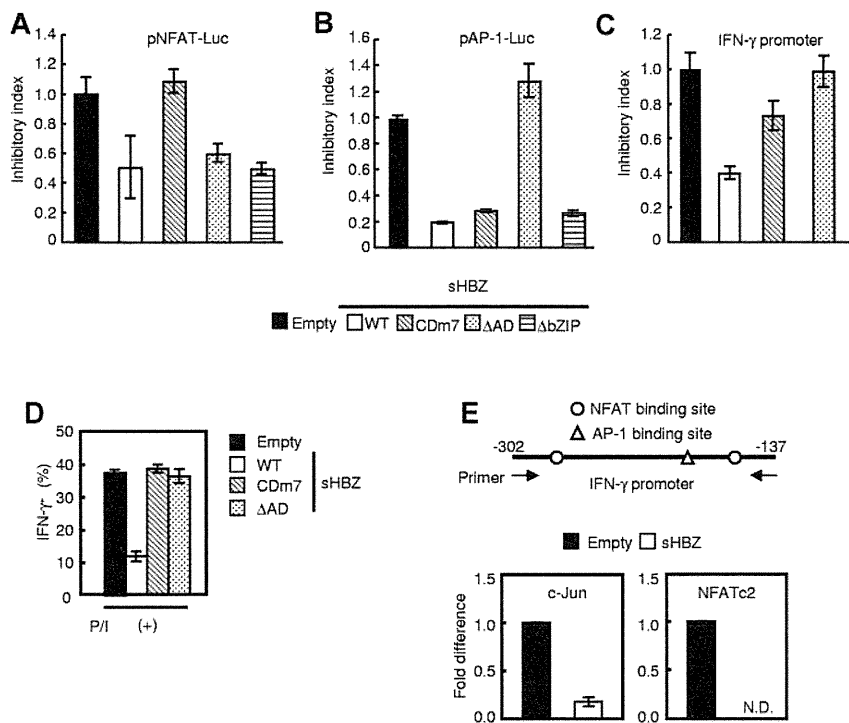 A
pNFAT-Luc
Inhibitory index
1.4
1.2
1.0
0.8
0.6
0.4
0.2
0
B
pAP-1-Luc
Inhibitory index
1.6
1.4
1.2
1.0
0.8
0.6
0.4
0.2
0
C
IFN-γ promoter
Inhibitory index
1.2
1.0
0.8
0.6
0.4
0.2
0
sHBZ
Empty WT CDm7 ΔAD ΔbZIP
D
IFN-γ+ (%)
50
40
30
20
10
0
P/I (+)
Empty
WT
CDm7
ΔAD
sHBZ
E
NFAT binding site
AP-1 binding site
-302
-137
Primer
IFN-γ promoter
Empty sHBZ
Fold difference
c-Jun
1.5
1.0
0.5
0.0
NFATc2
1.5
1.0
0.5
0.0
N.D.